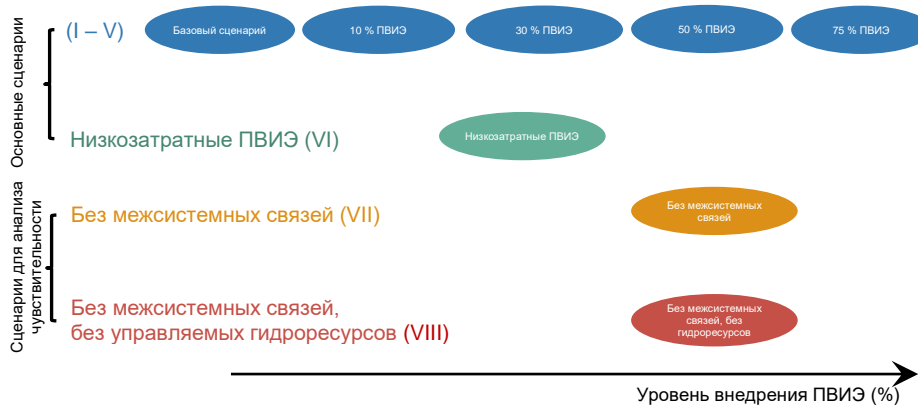 Основные сценарии
(I – V)
Базовый сценарий
10 % ПВИЭ
30 % ПВИЭ
50 % ПВИЭ
75 % ПВИЭ
Низкозатратные ПВИЭ (VI)
Низкозатратные ПВИЭ
Сценарии для анализа
чувствительности
Без межсистемных связей (VII)
Без межсистемных
связей
Без межсистемных связей,
без управляемых гидроресурсов (VIII)
Без межсистемных
связей, без
гидроресурсов
Уровень внедрения ПВИЭ (%)